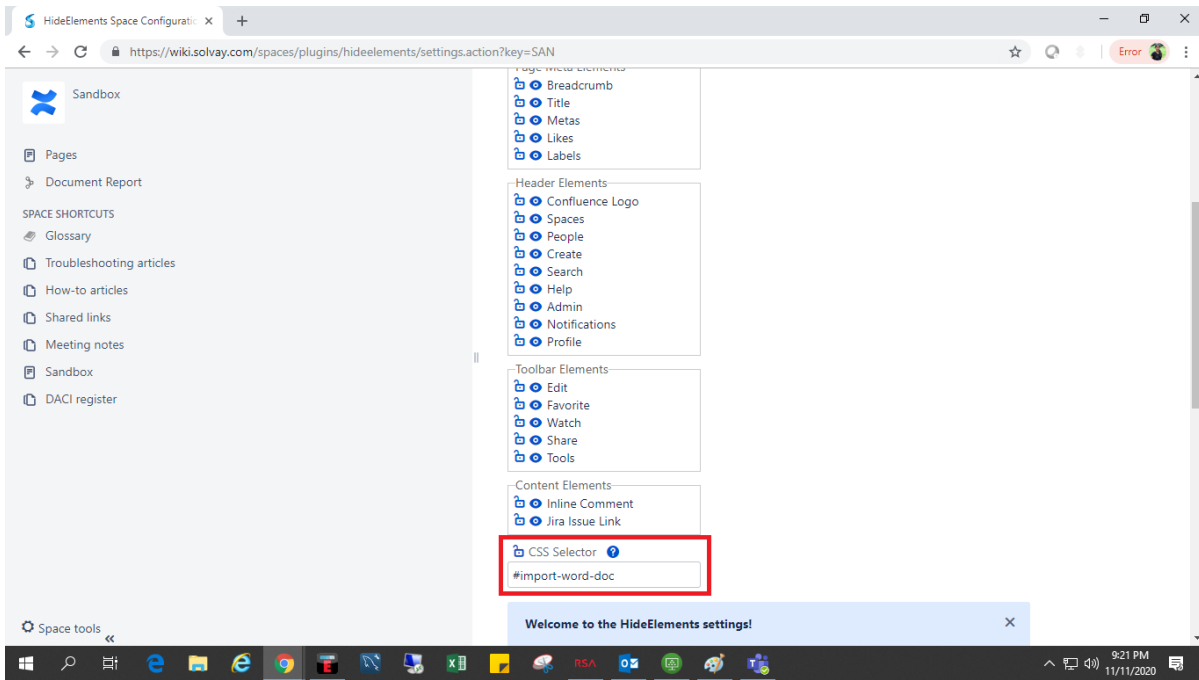 HideElements Space Configuratio
https://wiki.solvay.com/spaces/plugins/hideelements/settings.action?key=SAN
Error
Sandbox
Pages
Document Report
SPACE SHORTCUTS
Glossary
Troubleshooting articles
How-to articles
Shared links
Meeting notes
Sandbox
DACI register
Space tools
Page Meta Elements
Breadcrumb
Title
Metas
Likes
Labels
Header Elements
Confluence Logo
Spaces
People
Create
Search
Help
Admin
Notifications
Profile
Toolbar Elements
Edit
Favorite
Watch
Share
Tools
Content Elements
Inline Comment
Jira Issue Link
CSS Selector
#import-word-doc
Welcome to the HideElements settings!
RSA
9:21 PM
11/11/2020